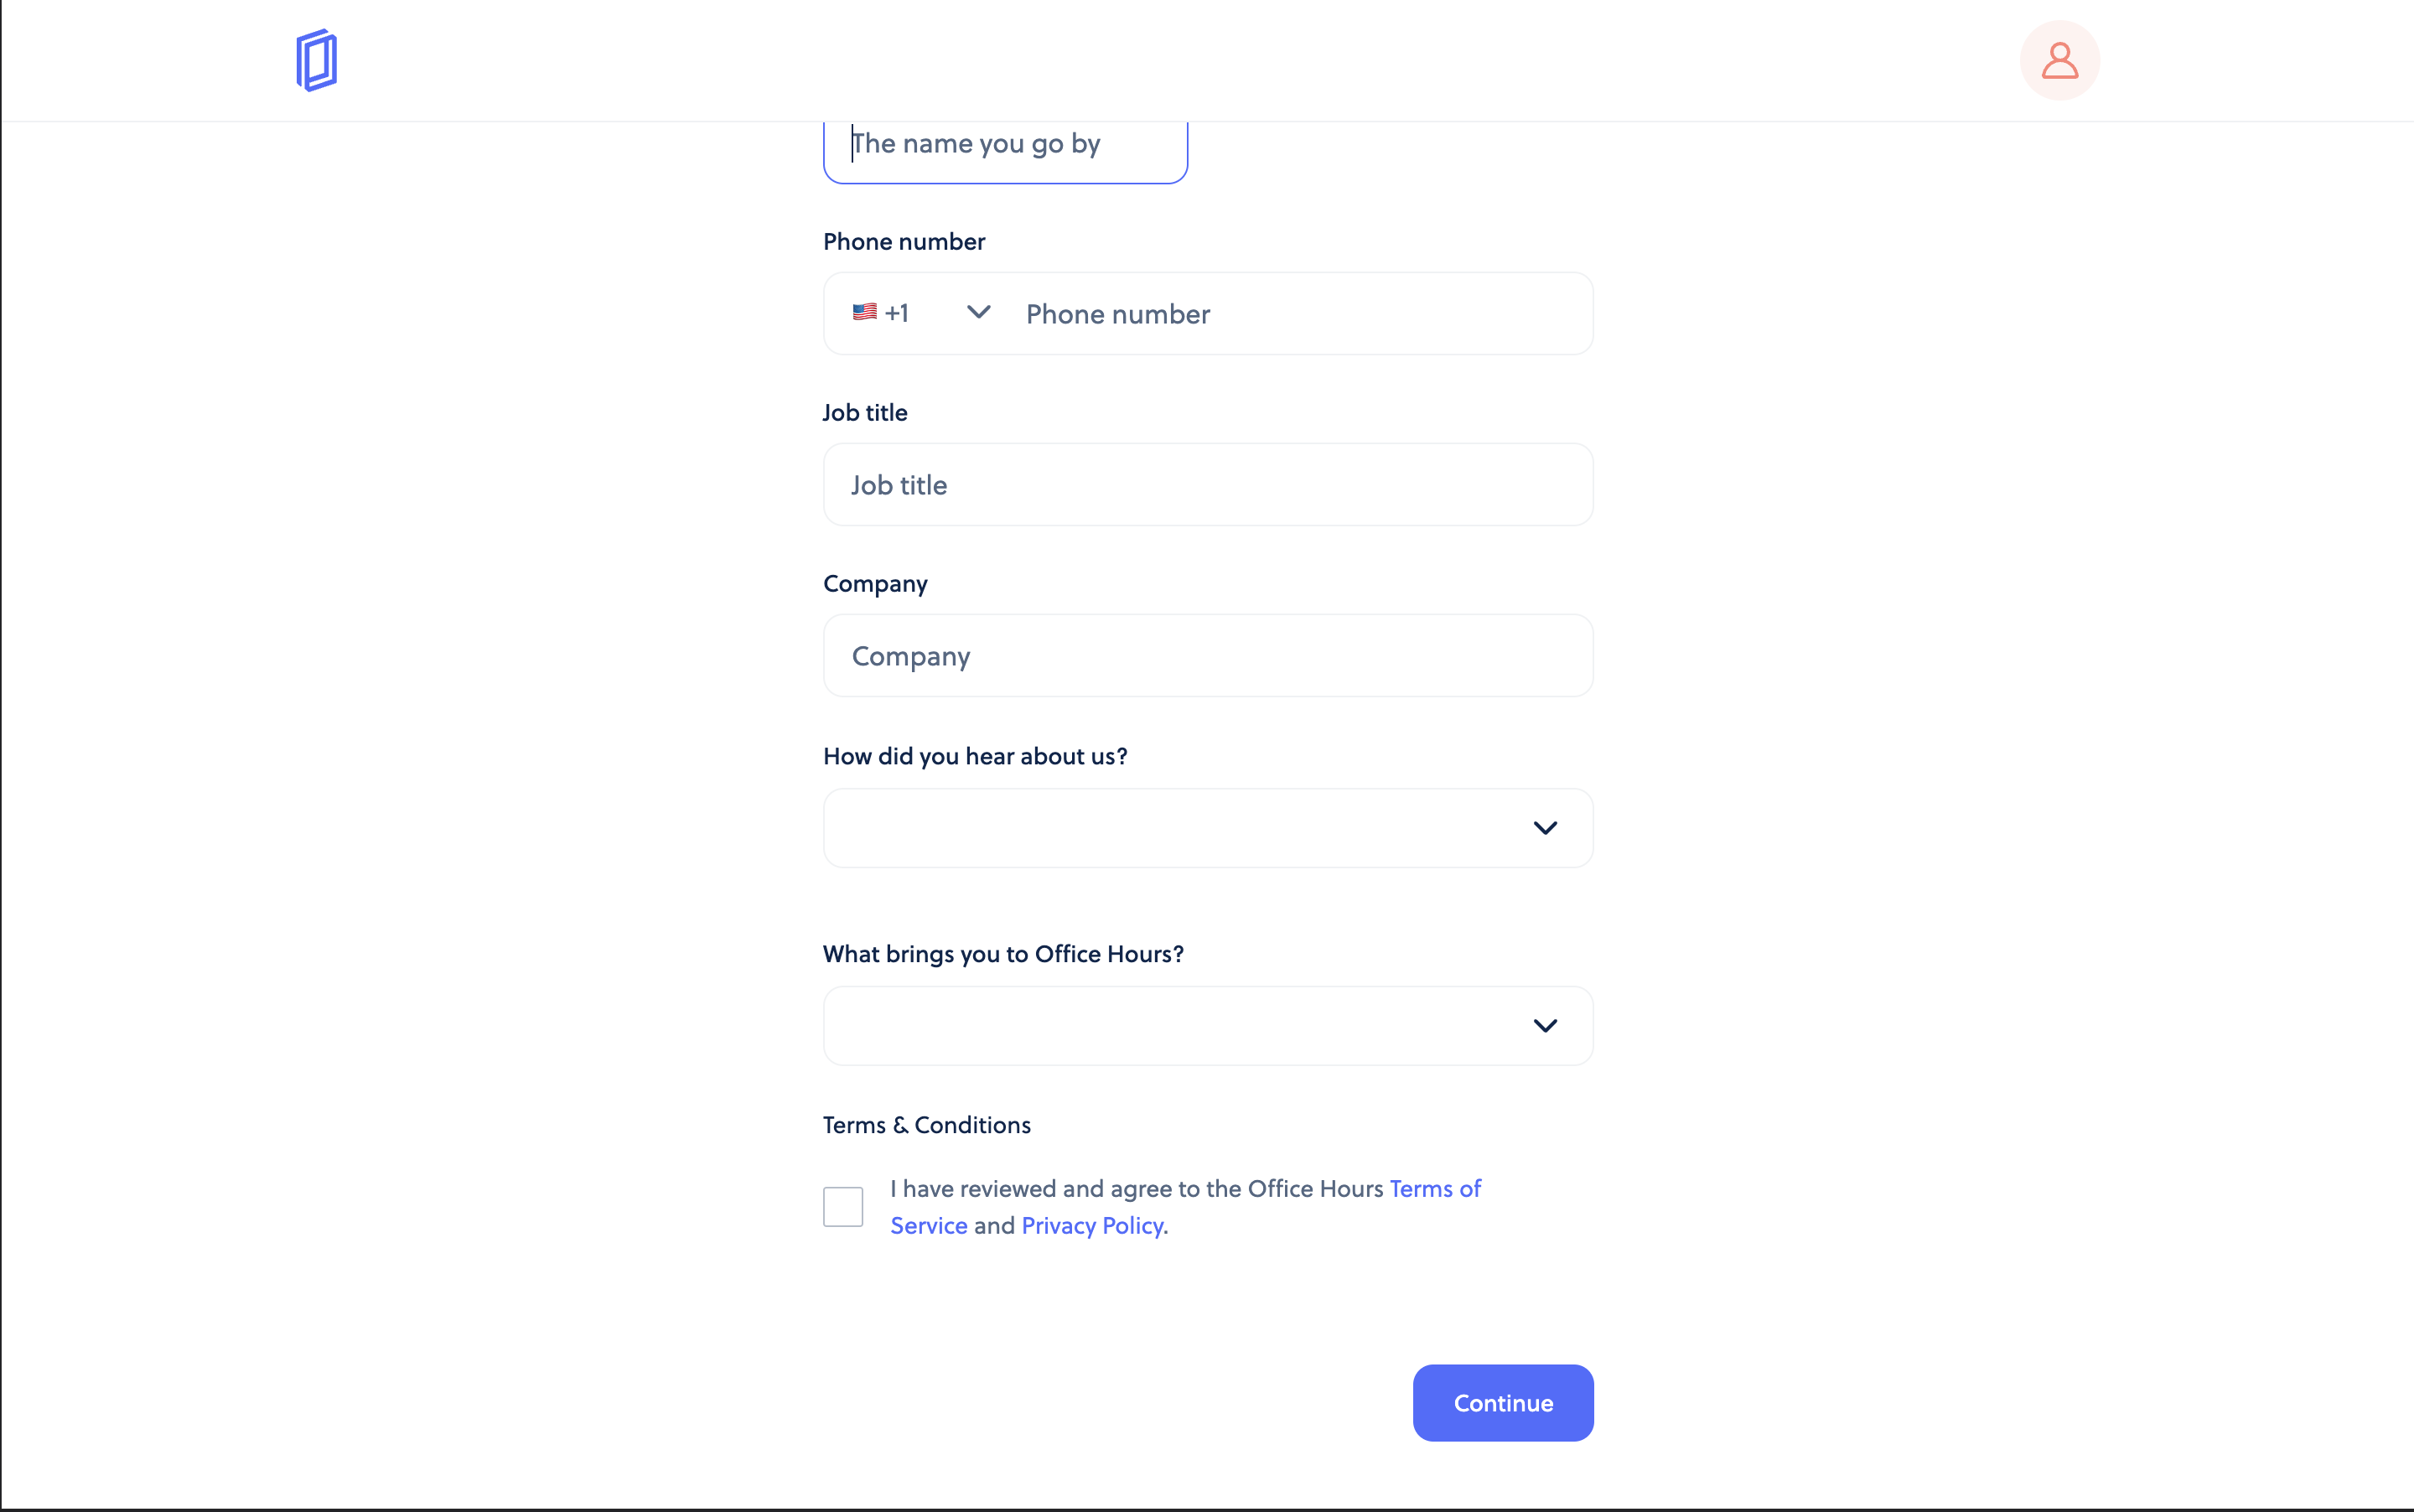 The name you go by
Phone number
🇺🇸 +1 Phone number
Job title
Job title
Company
Company
How did you hear about us?
What brings you to Office Hours?
Terms & Conditions
I have reviewed and agree to the Office Hours Terms of
Service and Privacy Policy.
Continue